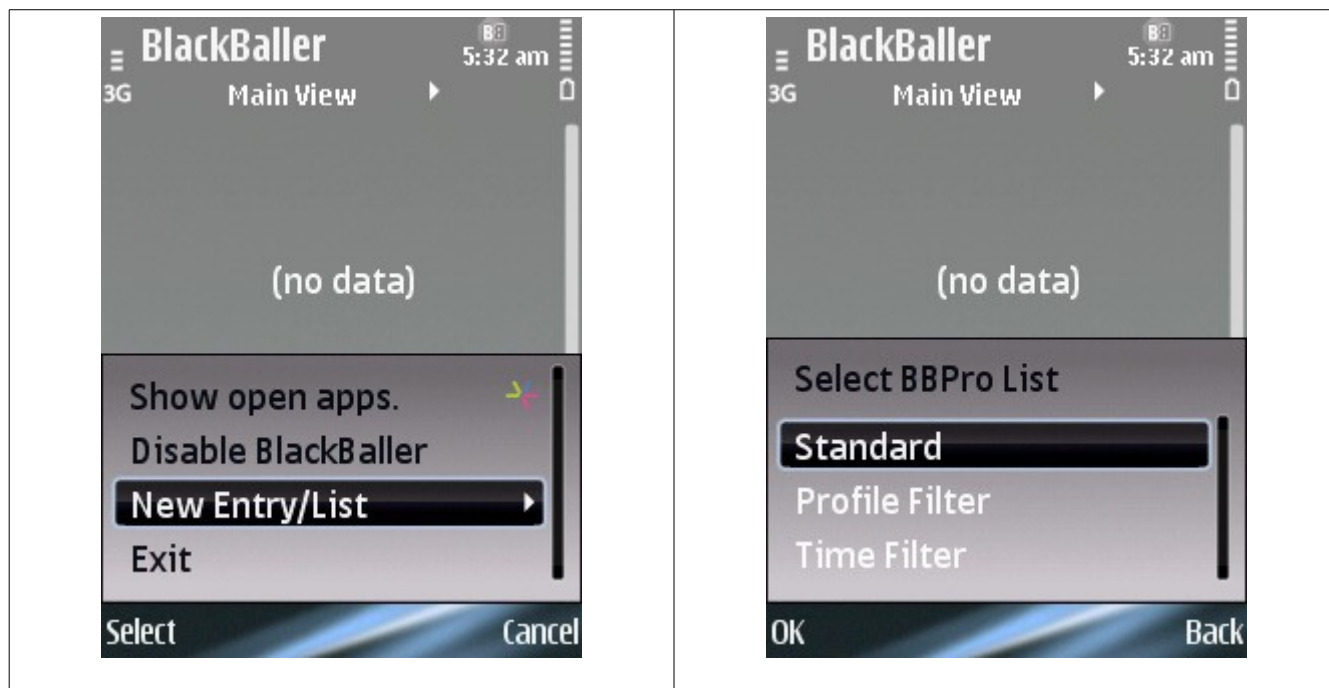 BlackBaller
5:32 am
3G
Main View
(no data)
Show open apps.
Disable BlackBaller
New Entry/List
Exit
Select
Cancel
BlackBaller
5:32 am
3G
Main View
(no data)
Select BBPro List
Standard
Profile Filter
Time Filter
OK
Back